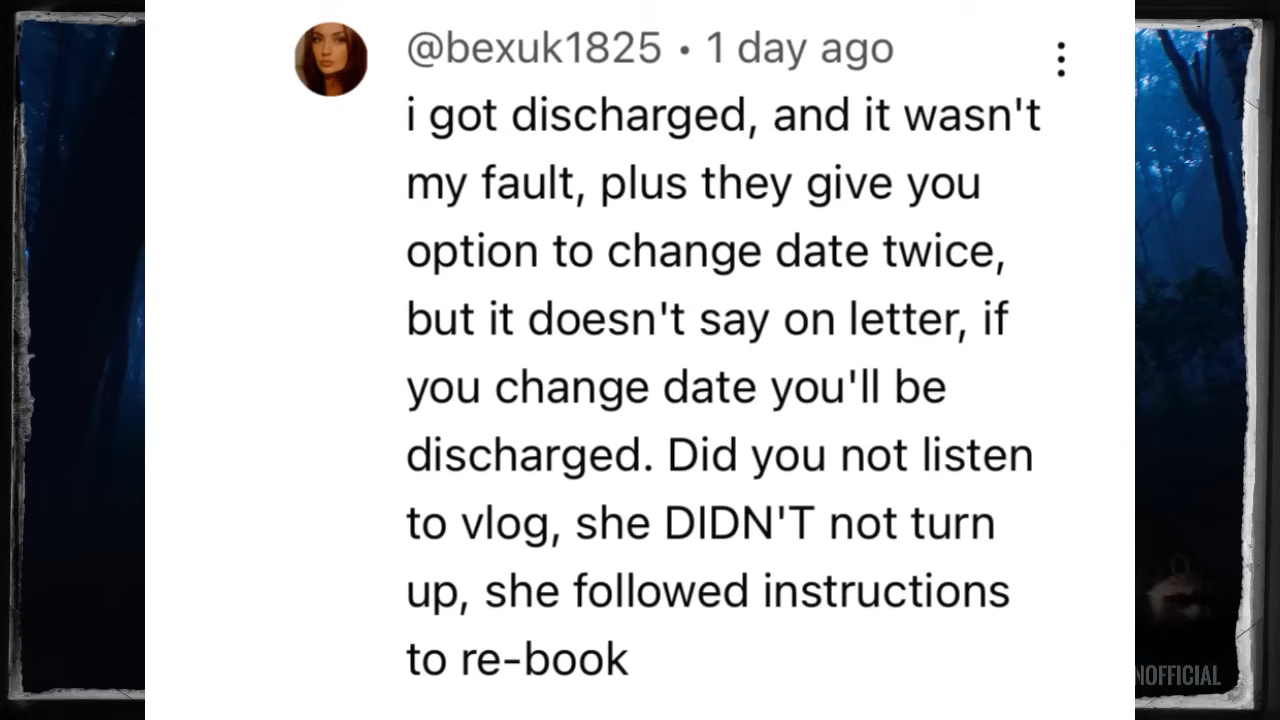 @bexuk1825 • 1 day ago
i got discharged, and it wasn't
my fault, plus they give you
option to change date twice,
but it doesn't say on letter, if
you change date you'll be
discharged. Did you not listen
to vlog, she DIDN'T not turn
up, she followed instructions
to re-book
NOFFICIAL